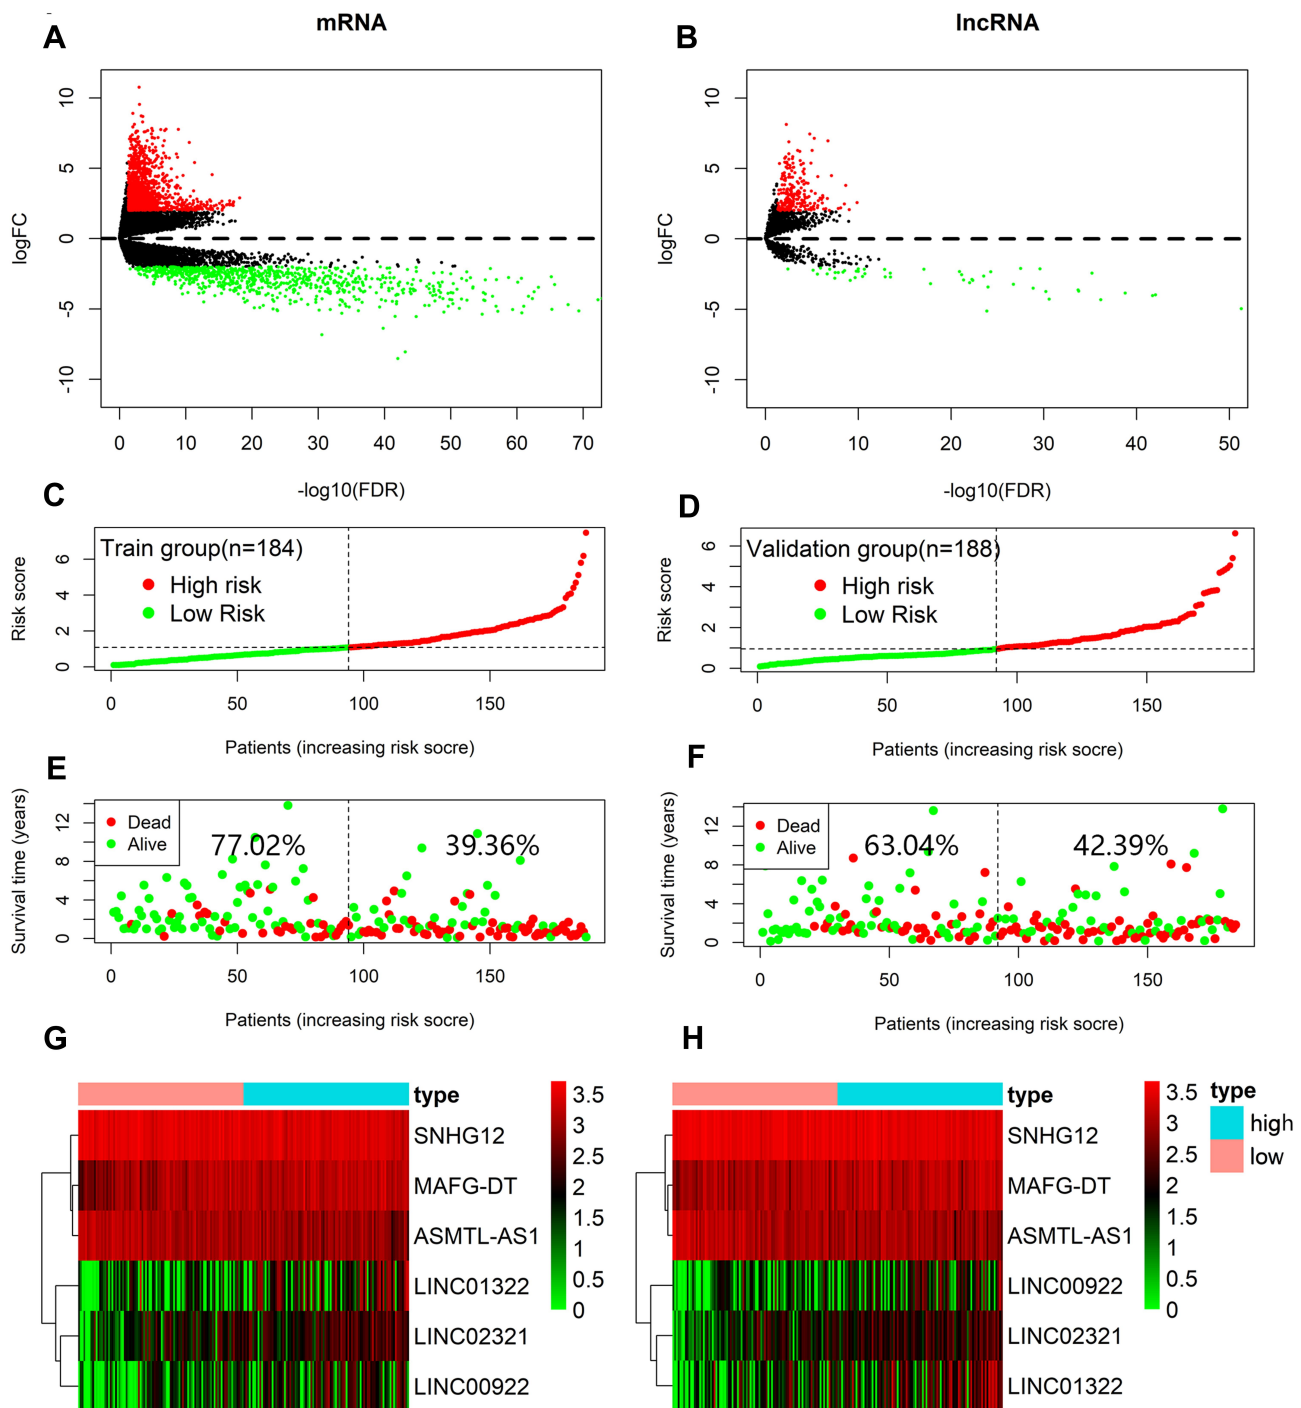 A
mRNA
B
lncRNA
logFC
10
5
0
-5
-10
0 10 20 30 40 50 60 70
-log10(FDR)
logFC
10
5
0
-5
-10
0 10 20 30 40 50
-log10(FDR)
C
Risk score
6
4
2
0
Train group(n=184)
High risk
Low Risk
0 50 100 150
Patients (increasing risk socre)
D
Risk score
6
4
2
0
Validation group(n=188)
High risk
Low Risk
0 50 100 150
Patients (increasing risk socre)
E
Survival time (years)
12
8
4
0
Dead
Alive
77.02%
39.36%
0 50 100 150
Patients (increasing risk socre)
F
Survival time (years)
12
8
4
0
Dead
Alive
63.04%
42.39%
0 50 100 150
Patients (increasing risk socre)
G
type
SNHG12
MAFG-DT
ASMTL-AS1
LINC01322
LINC02321
LINC00922
3.5
3
2.5
2
1.5
1
0.5
0
H
type
SNHG12
MAFG-DT
ASMTL-AS1
LINC00922
LINC02321
LINC01322
3.5
3
2.5
2
1.5
1
0.5
0
type
high
low